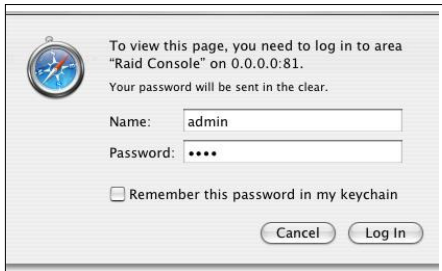 To view this page, you need to log in to area
“Raid Console” on 0.0.0.0:81.
Your password will be sent in the clear.
Name: admin
Password: ••••
Remember this password in my keychain
Cancel Log In